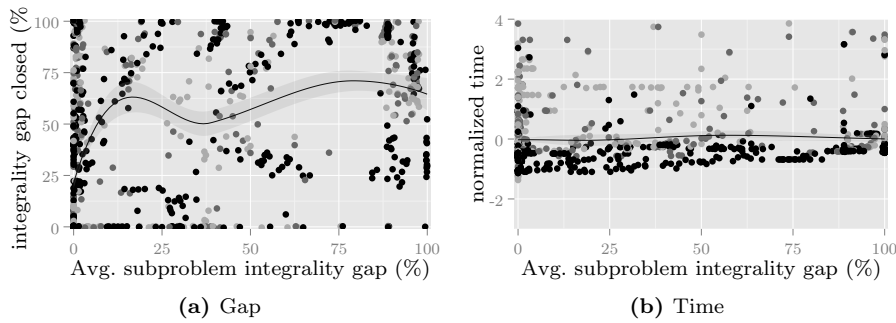 integrality gap closed (%
100
75
50
25
0
0 25 50 75 100
Avg. subproblem integrality gap (%)
(a) Gap
normalized time
4
2
0
-2
0 25 50 75 100
Avg. subproblem integrality gap (%)
(b) Time